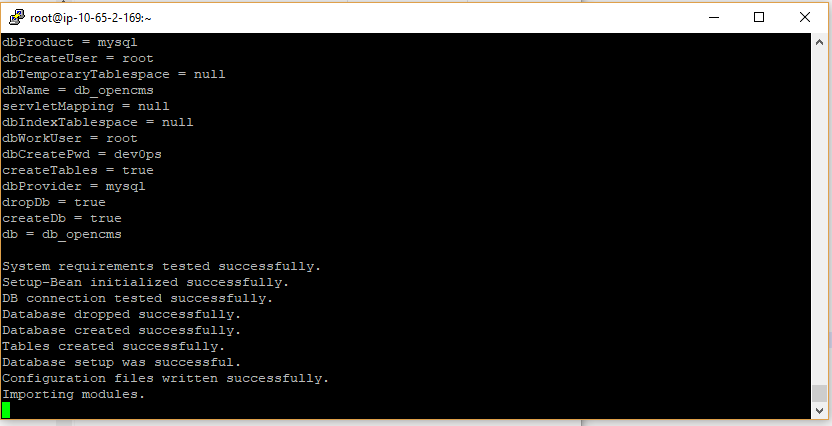 root@ip-10-65-2-169:~
dbProduct = mysql
dbCreateUser = root
dbTemporaryTablespace = null
dbName = db_opencms
servletMapping = null
dbIndexTablespace = null
dbWorkUser = root
dbCreatePwd = dev0ps
createTables = true
dbProvider = mysql
dropDb = true
createDb = true
db = db_opencms
System requirements tested successfully.
Setup-Bean initialized successfully.
DB connection tested successfully.
Database dropped successfully.
Database created successfully.
Tables created successfully.
Database setup was successful.
Configuration files written successfully.
Importing modules.